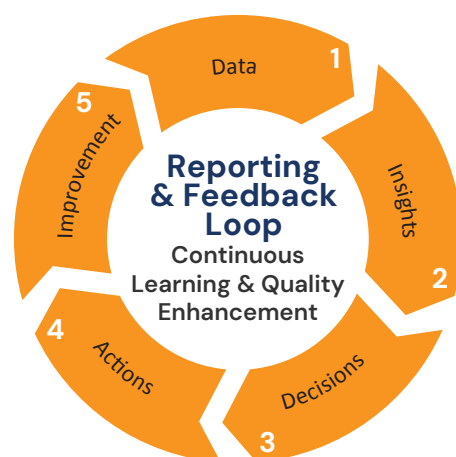 Data
1
Insights
2
Decisions
3
Actions
4
Improvement
5
Reporting
& Feedback
Loop
Continuous
Learning & Quality
Enhancement